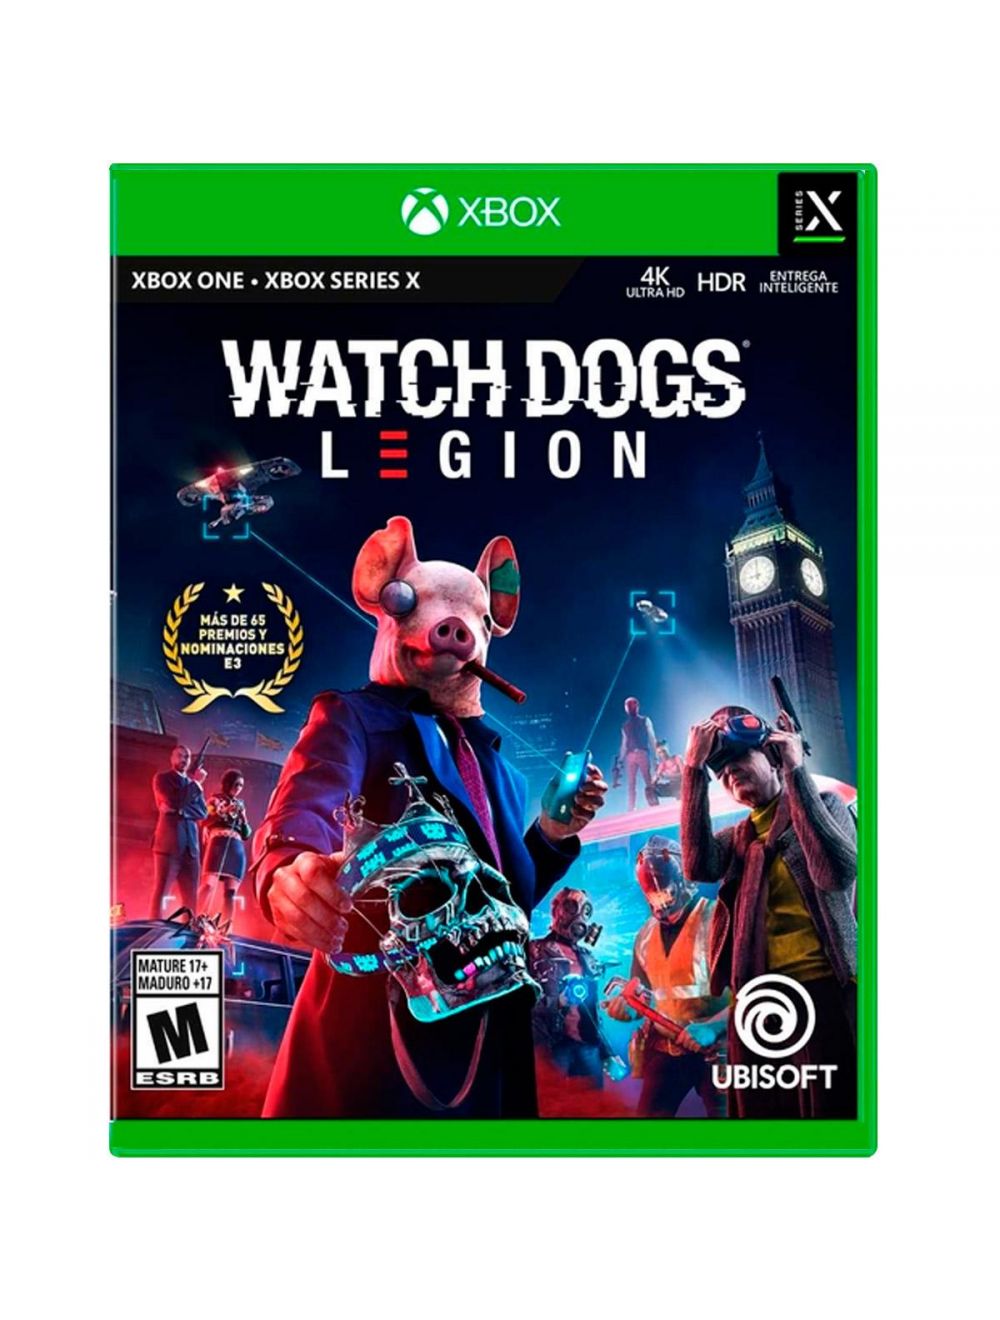 XBOX
SERIES X
XBOX ONE • XBOX SERIES X
4K
ULTRA HD
HDR
ENTREGA
INTELIGENTE
WATCH DOGS®
LEGION
MÁS DE 65
PREMIOS Y
NOMINACIONES
E3
MATURE 17+
MADURO +17
M
ESRB
UBISOFT